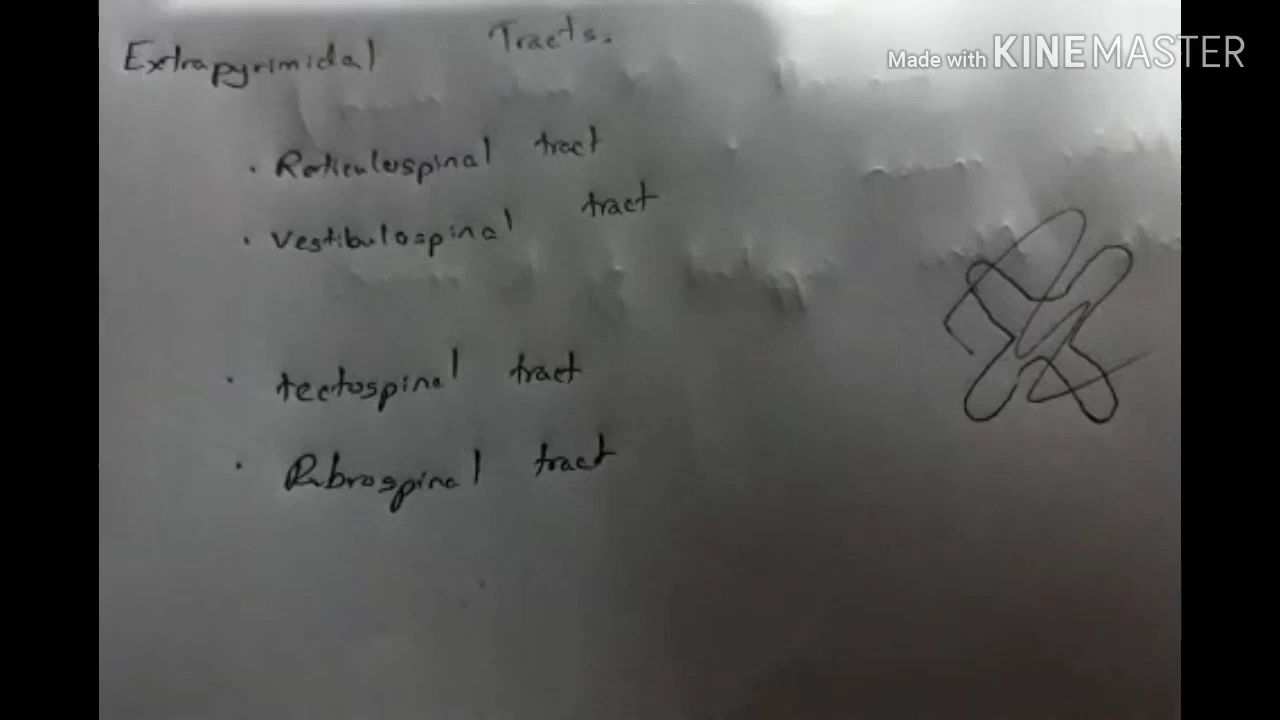 Extrapyrimidal Tracts.
Made with KINEMASTER
· Reticulospinal tract
· Vestibulospinal tract
· tectospinal tract
· Rubrospinal tract